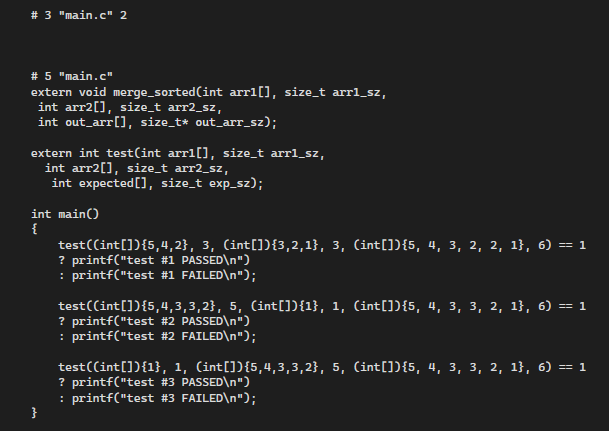 # 3 "main.c" 2
# 5 "main.c"
extern void merge_sorted(int arr1[], size_t arr1_sz,
 int arr2[], size_t arr2_sz,
 int out_arr[], size_t* out_arr_sz);
extern int test(int arr1[], size_t arr1_sz,
  int arr2[], size_t arr2_sz,
   int expected[], size_t exp_sz);
int main()
{
    test((int[]){5,4,2}, 3, (int[]){3,2,1}, 3, (int[]){5, 4, 3, 2, 2, 1}, 6) == 1
    ? printf("test #1 PASSED\n")
    : printf("test #1 FAILED\n");
    test((int[]){5,4,3,3,2}, 5, (int[]){1}, 1, (int[]){5, 4, 3, 3, 2, 1}, 6) == 1
    ? printf("test #2 PASSED\n")
    : printf("test #2 FAILED\n");
    test((int[]){1}, 1, (int[]){5,4,3,3,2}, 5, (int[]){5, 4, 3, 3, 2, 1}, 6) == 1
    ? printf("test #3 PASSED\n")
    : printf("test #3 FAILED\n");
}